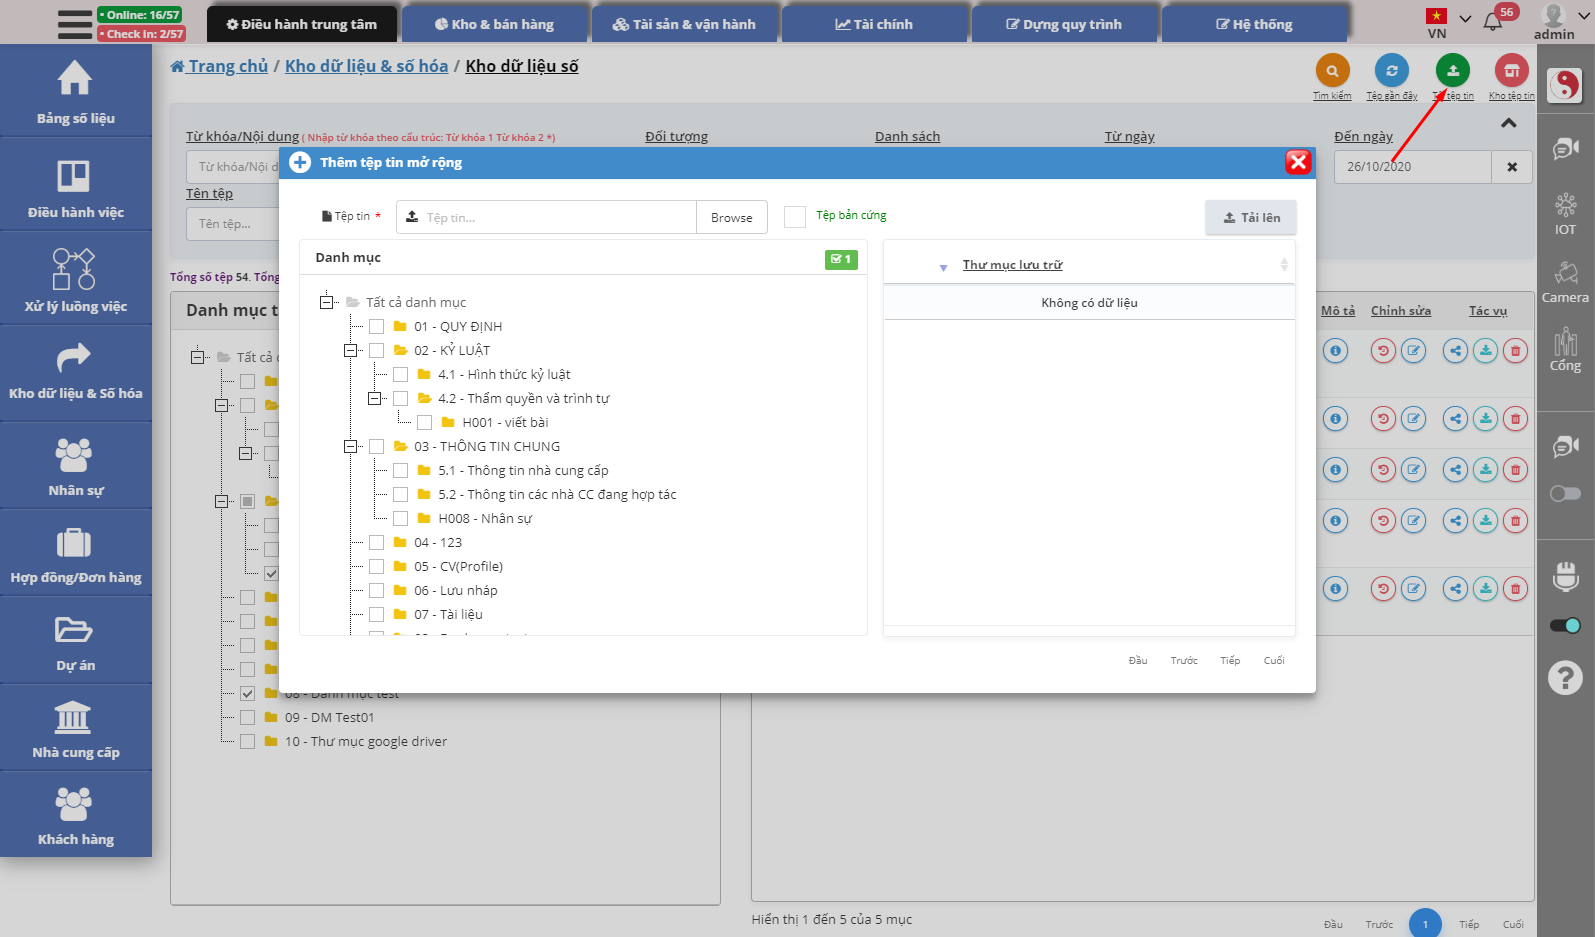 • Online: 16/57
• Check in: 2/57
Điều hành trung tâm
Kho & bán hàng
Tài sản & vận hành
Tài chính
Dựng quy trình
Hệ thống
VN
56
admin
Bảng số liệu
Điều hành việc
Xử lý luồng việc
Kho dữ liệu & Số hóa
Nhân sự
Hợp đồng/Đơn hàng
Dự án
Nhà cung cấp
Khách hàng
Trang chủ / Kho dữ liệu & số hóa / Kho dữ liệu số
Tìm kiếm
Tệp gần đây
tệp tin
Kho tệp tin
Từ khóa/Nội dung ( Nhập từ khóa theo cấu trúc: Từ khóa 1 Từ khóa 2 *)
Đối tượng
Danh sách
Từ ngày
Đến ngày
Từ khóa/Nội d
26/10/2020
Tên tệp
Tên tệp...
Tổng số tệp 54. Tổng
Danh mục t
Tất cả
Thêm tệp tin mở rộng
Tệp tin *
Tệp tin...
Browse
Tệp bản cứng
Tải lên
Danh mục
1
Tất cả danh mục
01 - QUY ĐỊNH
02 - KỶ LUẬT
4.1 - Hình thức kỷ luật
4.2 - Thẩm quyền và trình tự
H001 - viết bài
03 - THÔNG TIN CHUNG
5.1 - Thông tin nhà cung cấp
5.2 - Thông tin các nhà CC đang hợp tác
H008 - Nhân sự
04 - 123
05 - CV(Profile)
06 - Lưu nháp
07 - Tài liệu
Thư mục lưu trữ
Không có dữ liệu
Đầu
Trước
Tiếp
Cuối
08 - Danh mục test
09 - DM Test01
10 - Thư mục google driver
Mô tả
Chỉnh sửa
Tác vụ
Hiển thị 1 đến 5 của 5 mục
Đầu
Trước
1
Tiếp
Cuối
IOT
Camera
Cổng